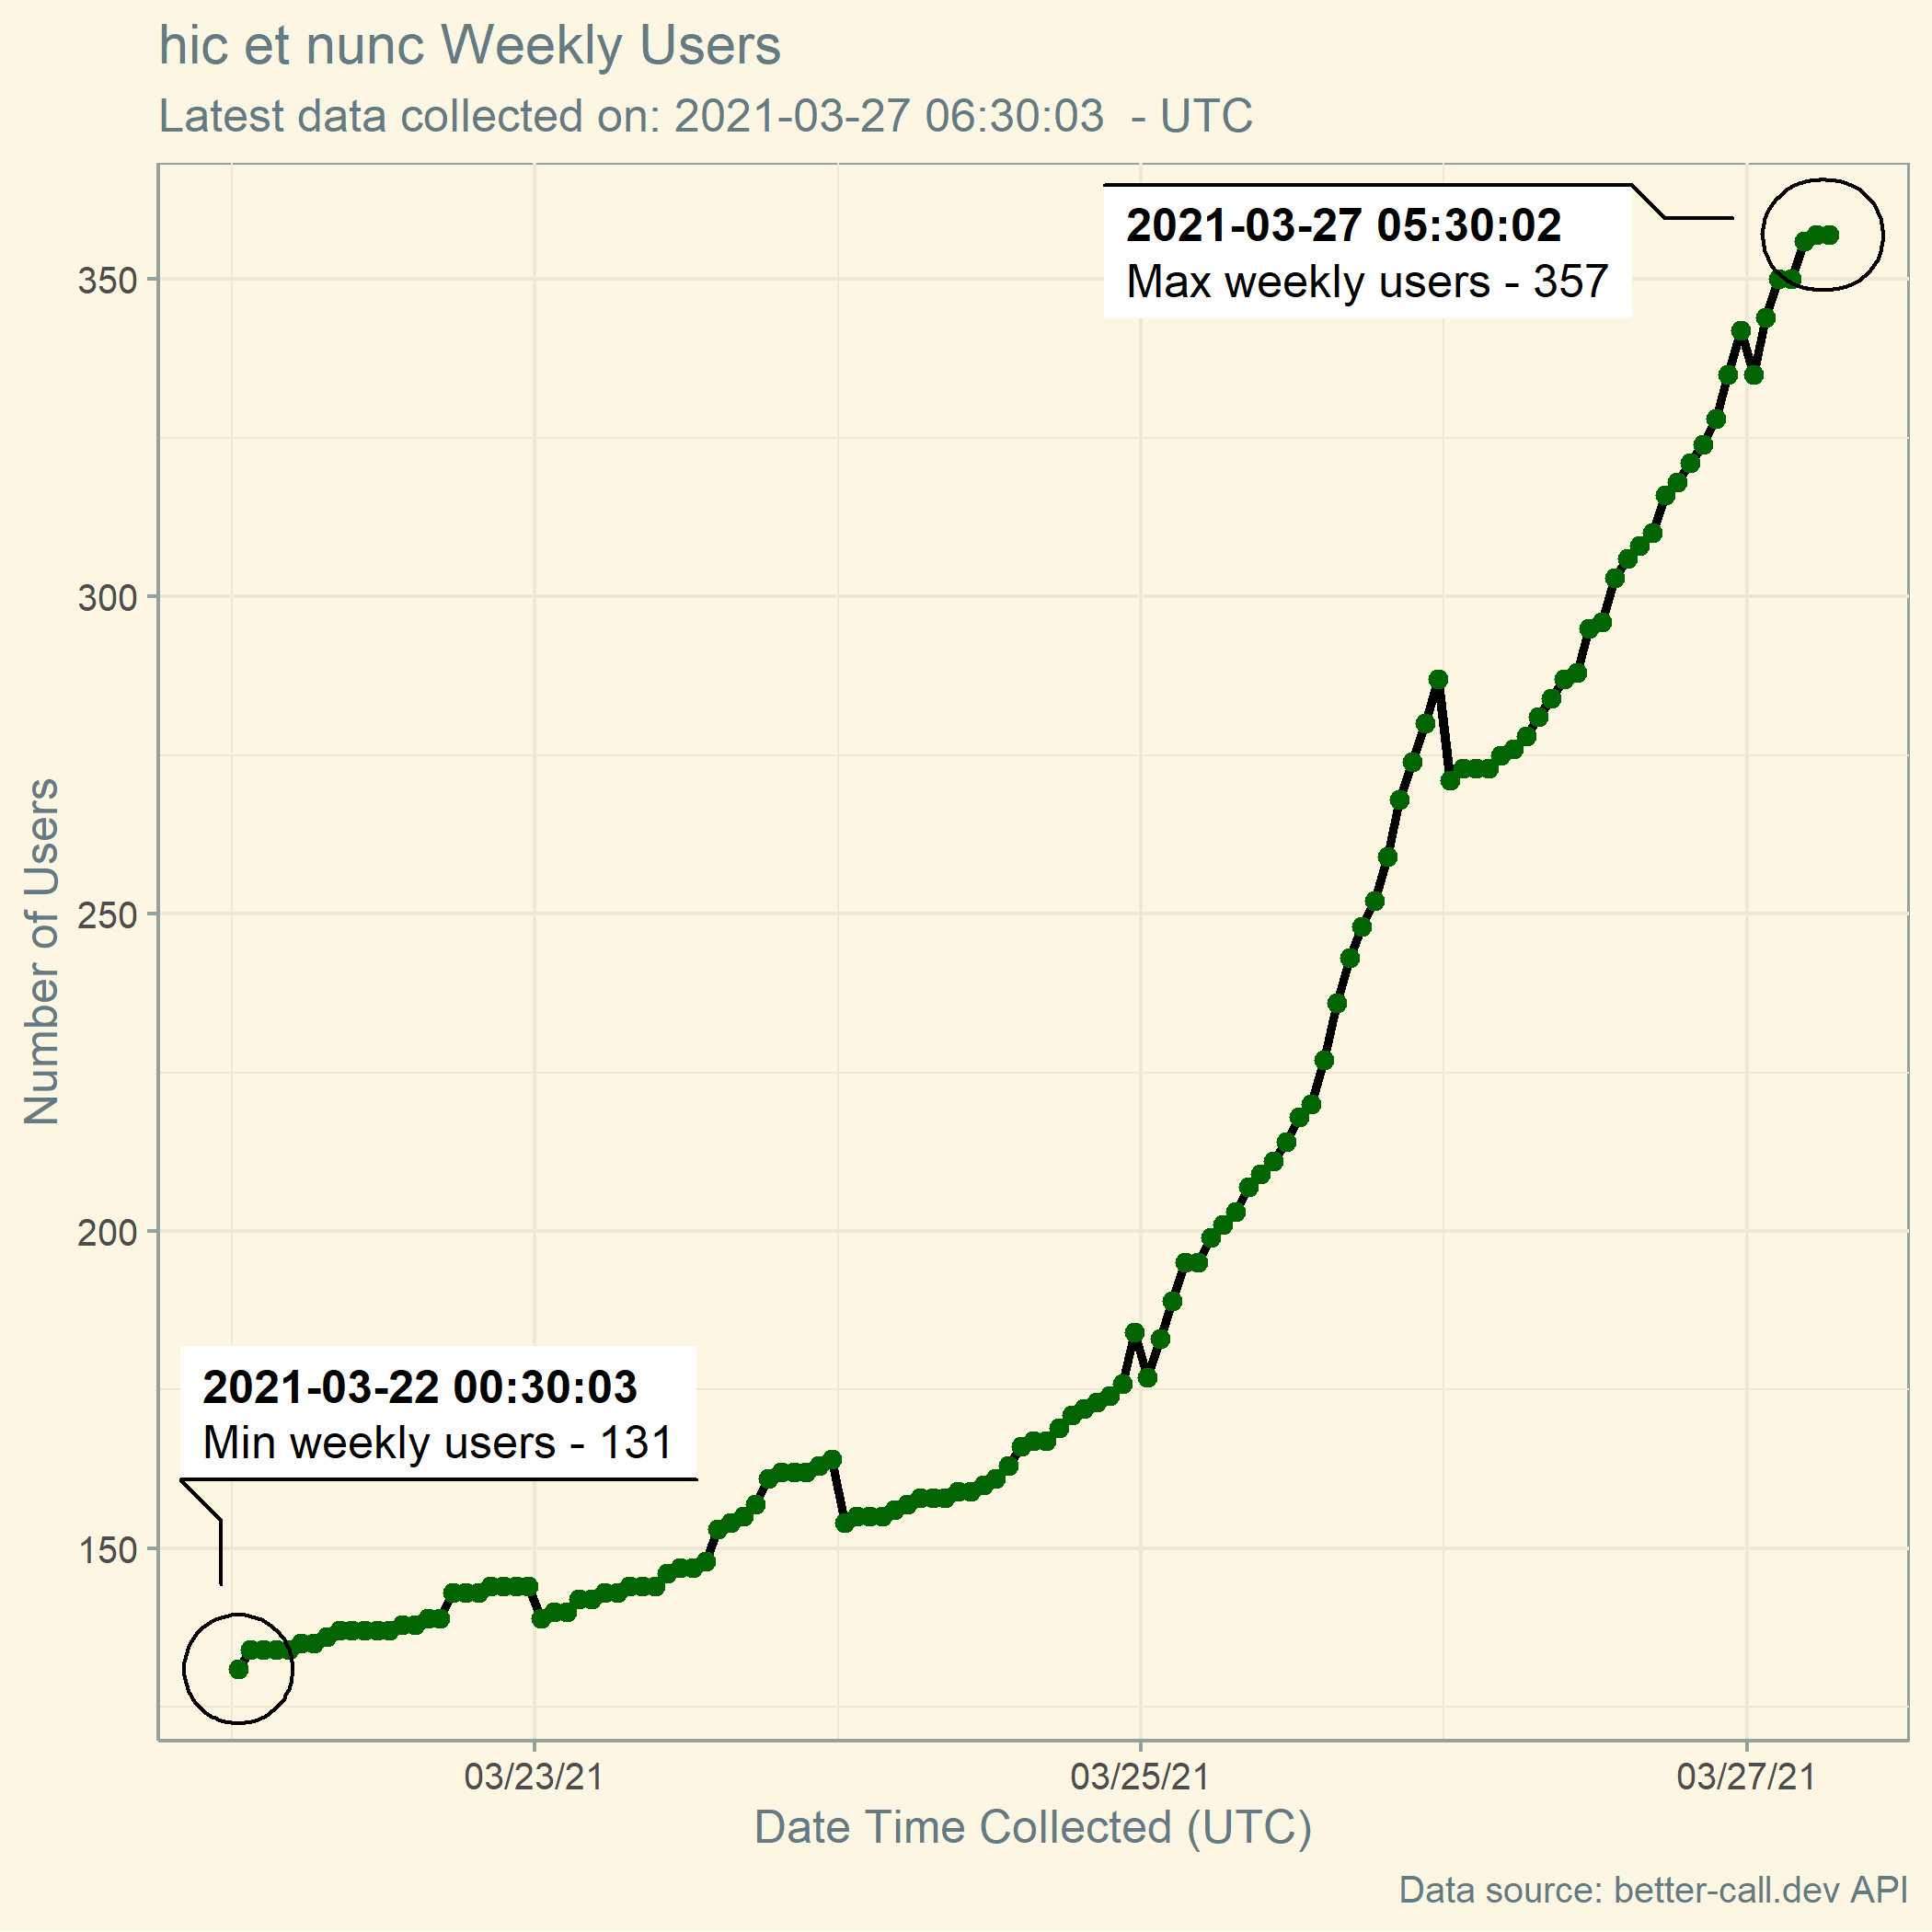 hic et nunc Weekly Users
Latest data collected on: 2021-03-27 06:30:03  - UTC
2021-03-27 05:30:02
Max weekly users - 357
350
300
250
200
150
Number of Users
2021-03-22 00:30:03
Min weekly users - 131
03/23/21
03/25/21
03/27/21
Date Time Collected (UTC)
Data source: better-call.dev API